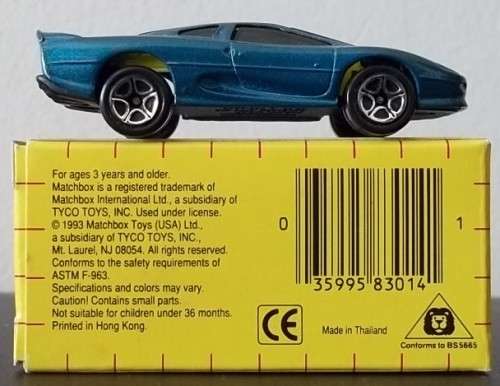 For ages 3 years and older.
Matchbox is a registered trademark of
Matchbox International Ltd., a subsidiary of
TYCO TOYS, INC. Used under license.
© 1993 Matchbox Toys (USA) Ltd.,
a subsidiary of TYCO TOYS, INC.,
Mt. Laurel, NJ 08054. All rights reserved.
Conforms to the safety requirements of
ASTM F-963.
Specifications and colors may vary.
Caution! Contains small parts.
Not suitable for children under 36 months.
Printed in Hong Kong.
0 35995 83014 1
CE
Made in Thailand
Conforms to BS5665